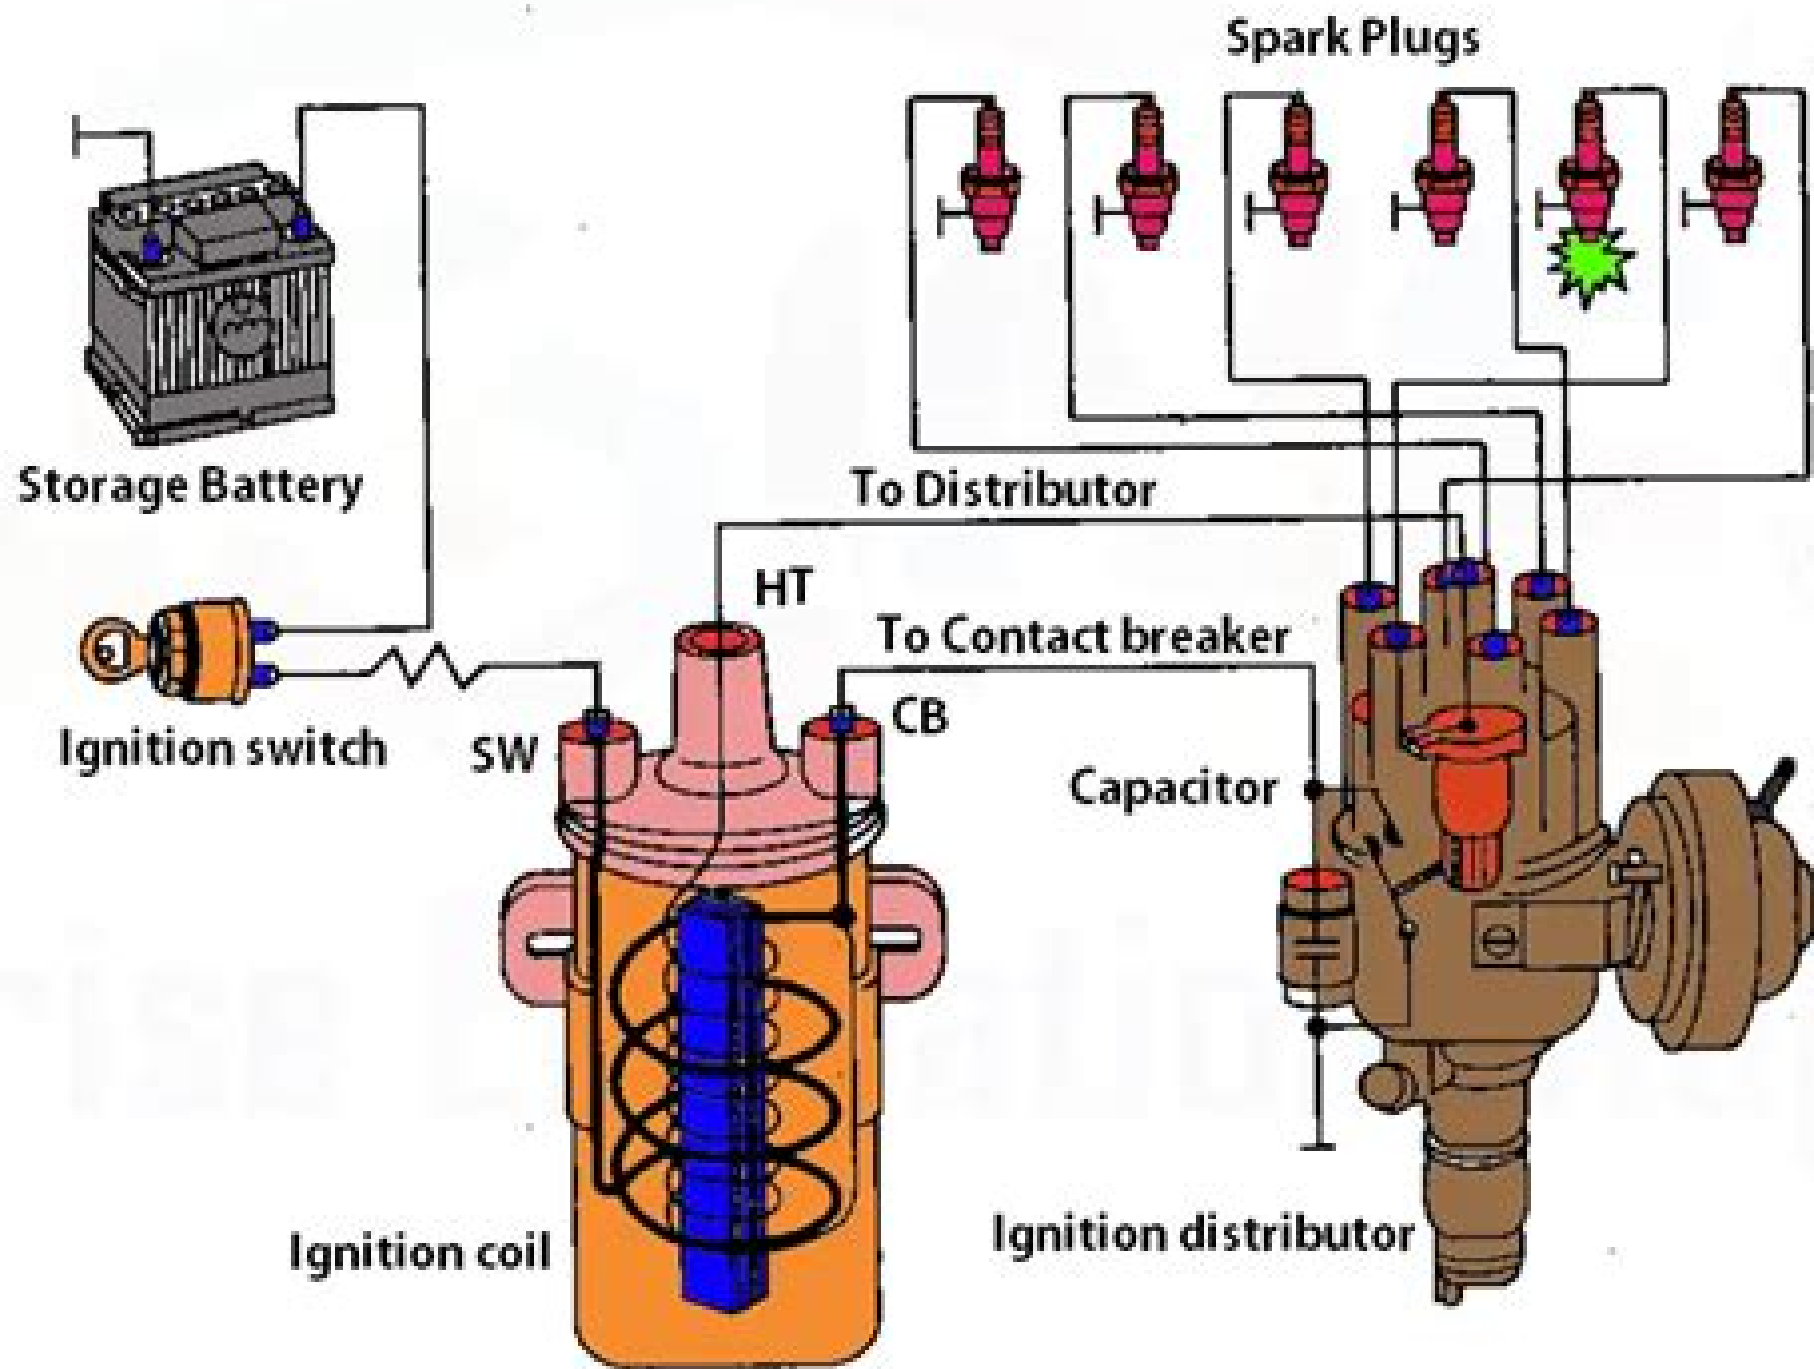 Spark Plugs
Storage Battery
To Distributor
HT
To Contact breaker
CB
Ignition switch
SW
Capacitor
Ignition distributor
Ignition coil